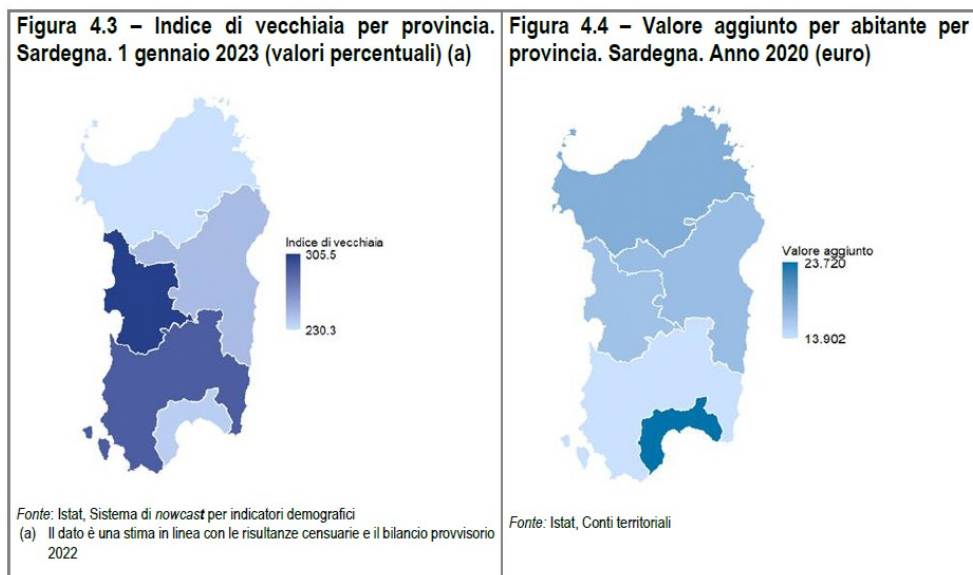 Figura 4.3 – Indice di vecchiaia per provincia.
Sardegna. 1 gennaio 2023 (valori percentuali) (a)
Indice di vecchiaia
305.5
230.3
Fonte: Istat, Sistema di nowcast per indicatori demografici
(a) Il dato è una stima in linea con le risultanze censuarie e il bilancio provvisorio
2022
Figura 4.4 – Valore aggiunto per abitante per
provincia. Sardegna. Anno 2020 (euro)
Valore aggiunto
23.720
13.902
Fonte: Istat, Conti territoriali